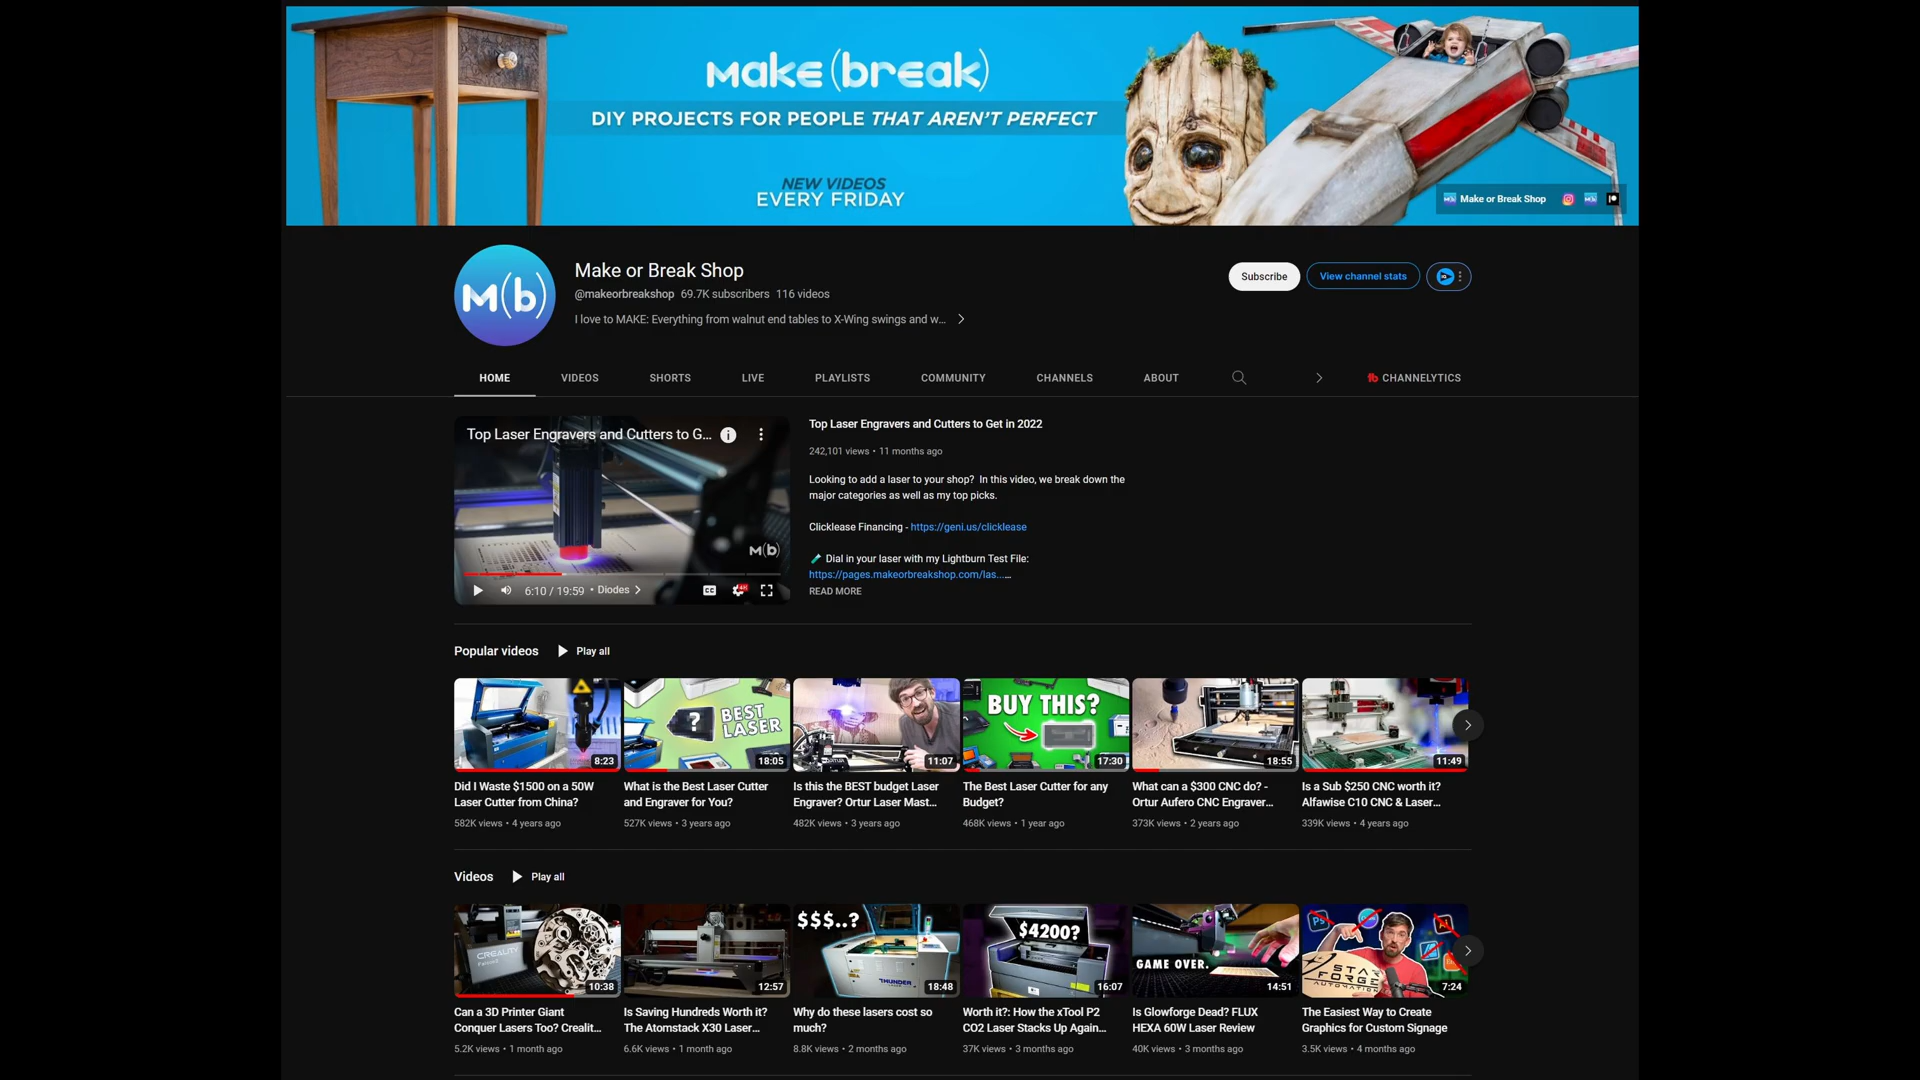 make (break)
DIY PROJECTS FOR PEOPLE THAT AREN'T PERFECT
NEW VIDEOS
EVERY FRIDAY
Make or Break Shop
M(b)
Make or Break Shop
@makeorbreakshop 69.7K subscribers 116 videos
I love to MAKE: Everything from walnut end tables to X-Wing swings and w...
Subscribe
View channel stats
HOME VIDEOS SHORTS LIVE PLAYLISTS COMMUNITY CHANNELS ABOUT CHANNELYTICS
Top Laser Engravers and Cutters to G...
M(b)
6:10 / 19:59 • Diodes
CC
Top Laser Engravers and Cutters to Get in 2022
242,101 views • 11 months ago
Looking to add a laser to your shop? In this video, we break down the
major categories as well as my top picks.
Clicklease Financing - https://geni.us/clicklease
Dial in your laser with my Lightburn Test File:
https://pages.makeorbreakshop.com/las......
READ MORE
Popular videos Play all
8:23
? BEST LASER 18:05
11:07
BUY THIS? 17:30
18:55
11:49
Did I Waste $1500 on a 50W
Laser Cutter from China?
582K views • 4 years ago
What is the Best Laser Cutter
and Engraver for You?
527K views • 3 years ago
Is this the BEST budget Laser
Engraver? Ortur Laser Mast...
482K views • 3 years ago
The Best Laser Cutter for any
Budget?
468K views • 1 year ago
What can a $300 CNC do? -
Ortur Aufero CNC Engraver...
373K views • 2 years ago
Is a Sub $250 CNC worth it?
Alfawise C10 CNC & Laser...
339K views • 4 years ago
Videos Play all
CREALITY
10:38
12:57
$$$..?
THUNDER
18:48
$4200?
16:07
GAME OVER.
14:51
Ps
Ai
FORGE
AUTOMATION
7:24
Can a 3D Printer Giant
Conquer Lasers Too? Crealit...
5.2K views • 1 month ago
Is Saving Hundreds Worth it?
The Atomstack X30 Laser...
6.6K views • 1 month ago
Why do these lasers cost so
much?
8.8K views • 2 months ago
Worth it?: How the xTool P2
CO2 Laser Stacks Up Again...
37K views • 3 months ago
Is Glowforge Dead? FLUX
HEXA 60W Laser Review
40K views • 3 months ago
The Easiest Way to Create
Graphics for Custom Signage
3.5K views • 4 months ago